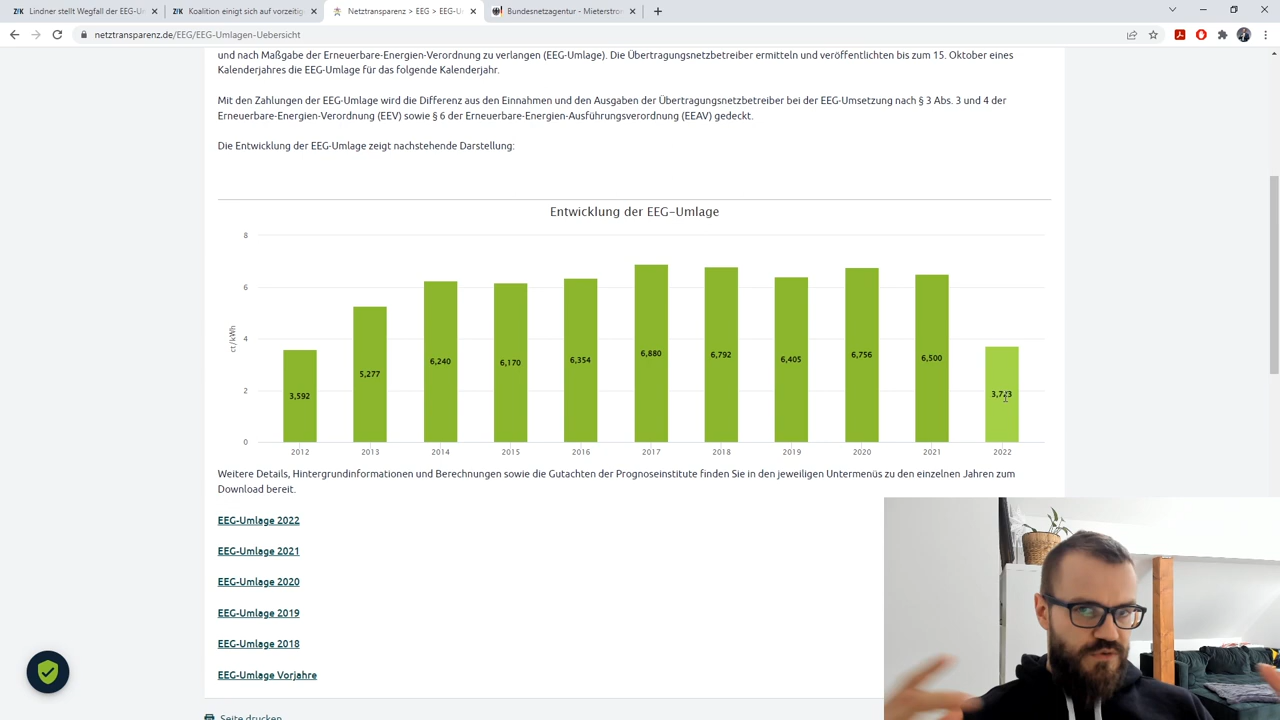 Lindner stellt Wegfall der EEG-U
Koalition einigt sich auf vorzeitig
Netztransparenz > EEG > EEG-U
Bundesnetzagentur - Mieterstron
netztransparenz.de/EEG/EEG-Umlagen-Uebersicht
und nach Maßgabe der Erneuerbare-Energien-Verordnung zu verlangen (EEG-Umlage). Die Übertragungsnetzbetreiber ermitteln und veröffentlichten bis zum 15. Oktober eines
Kalenderjahres die EEG-Umlage für das folgende Kalenderjahr.
Mit den Zahlungen der EEG-Umlage wird die Differenz aus den Einnahmen und den Ausgaben der Übertragungsnetzbetreiber bei der EEG-Umsetzung nach § 3 Abs. 3 und 4 der
Erneuerbare-Energien-Verordnung (EEV) sowie § 6 der Erneuerbare-Energien-Ausführungsverordnung (EEAV) gedeckt.
Die Entwicklung der EEG-Umlage zeigt nachstehende Darstellung:
Entwicklung der EEG-Umlage
8
6
4
2
0
ct/kWh
3,592
5,277
6,240
6,170
6,354
6,880
6,792
6,405
6,756
6,500
3,723
2012
2013
2014
2015
2016
2017
2018
2019
2020
2021
2022
Weitere Details, Hintergrundinformationen und Berechnungen sowie die Gutachten der Prognoseinstitute finden Sie in den jeweiligen Untermenüs zu den einzelnen Jahren zum
Download bereit.
EEG-Umlage 2022
EEG-Umlage 2021
EEG-Umlage 2020
EEG-Umlage 2019
EEG-Umlage 2018
EEG-Umlage Vorjahre
Seite drucken